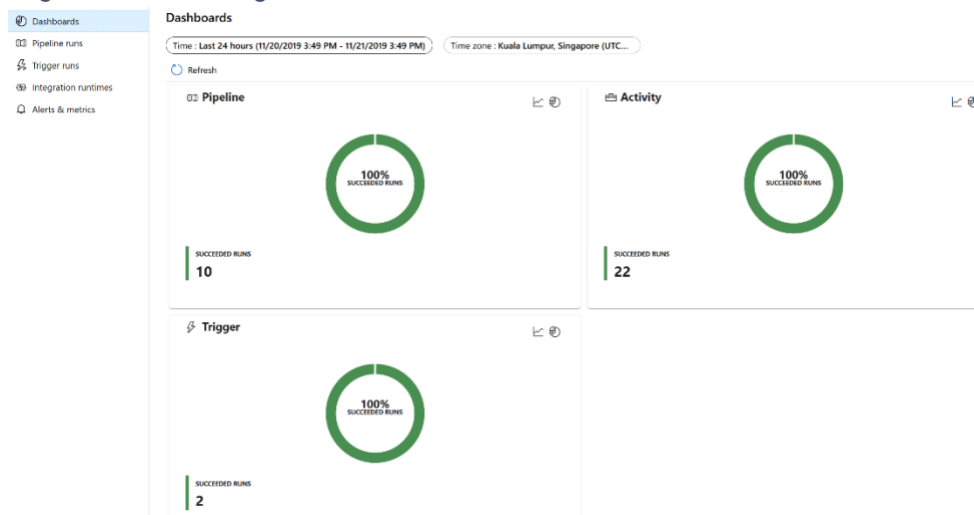 Dashboards
Pipeline runs
Trigger runs
Integration runtimes
Alerts & metrics
Dashboards
Time : Last 24 hours (11/20/2019 3:49 PM - 11/21/2019 3:49 PM)
Time zone : Kuala Lumpur, Singapore (UTC...
Refresh
Pipeline
100%
SUCCEEDED RUNS
SUCCEEDED RUNS
10
Activity
100%
SUCCEEDED RUNS
SUCCEEDED RUNS
22
Trigger
100%
SUCCEEDED RUNS
SUCCEEDED RUNS
2